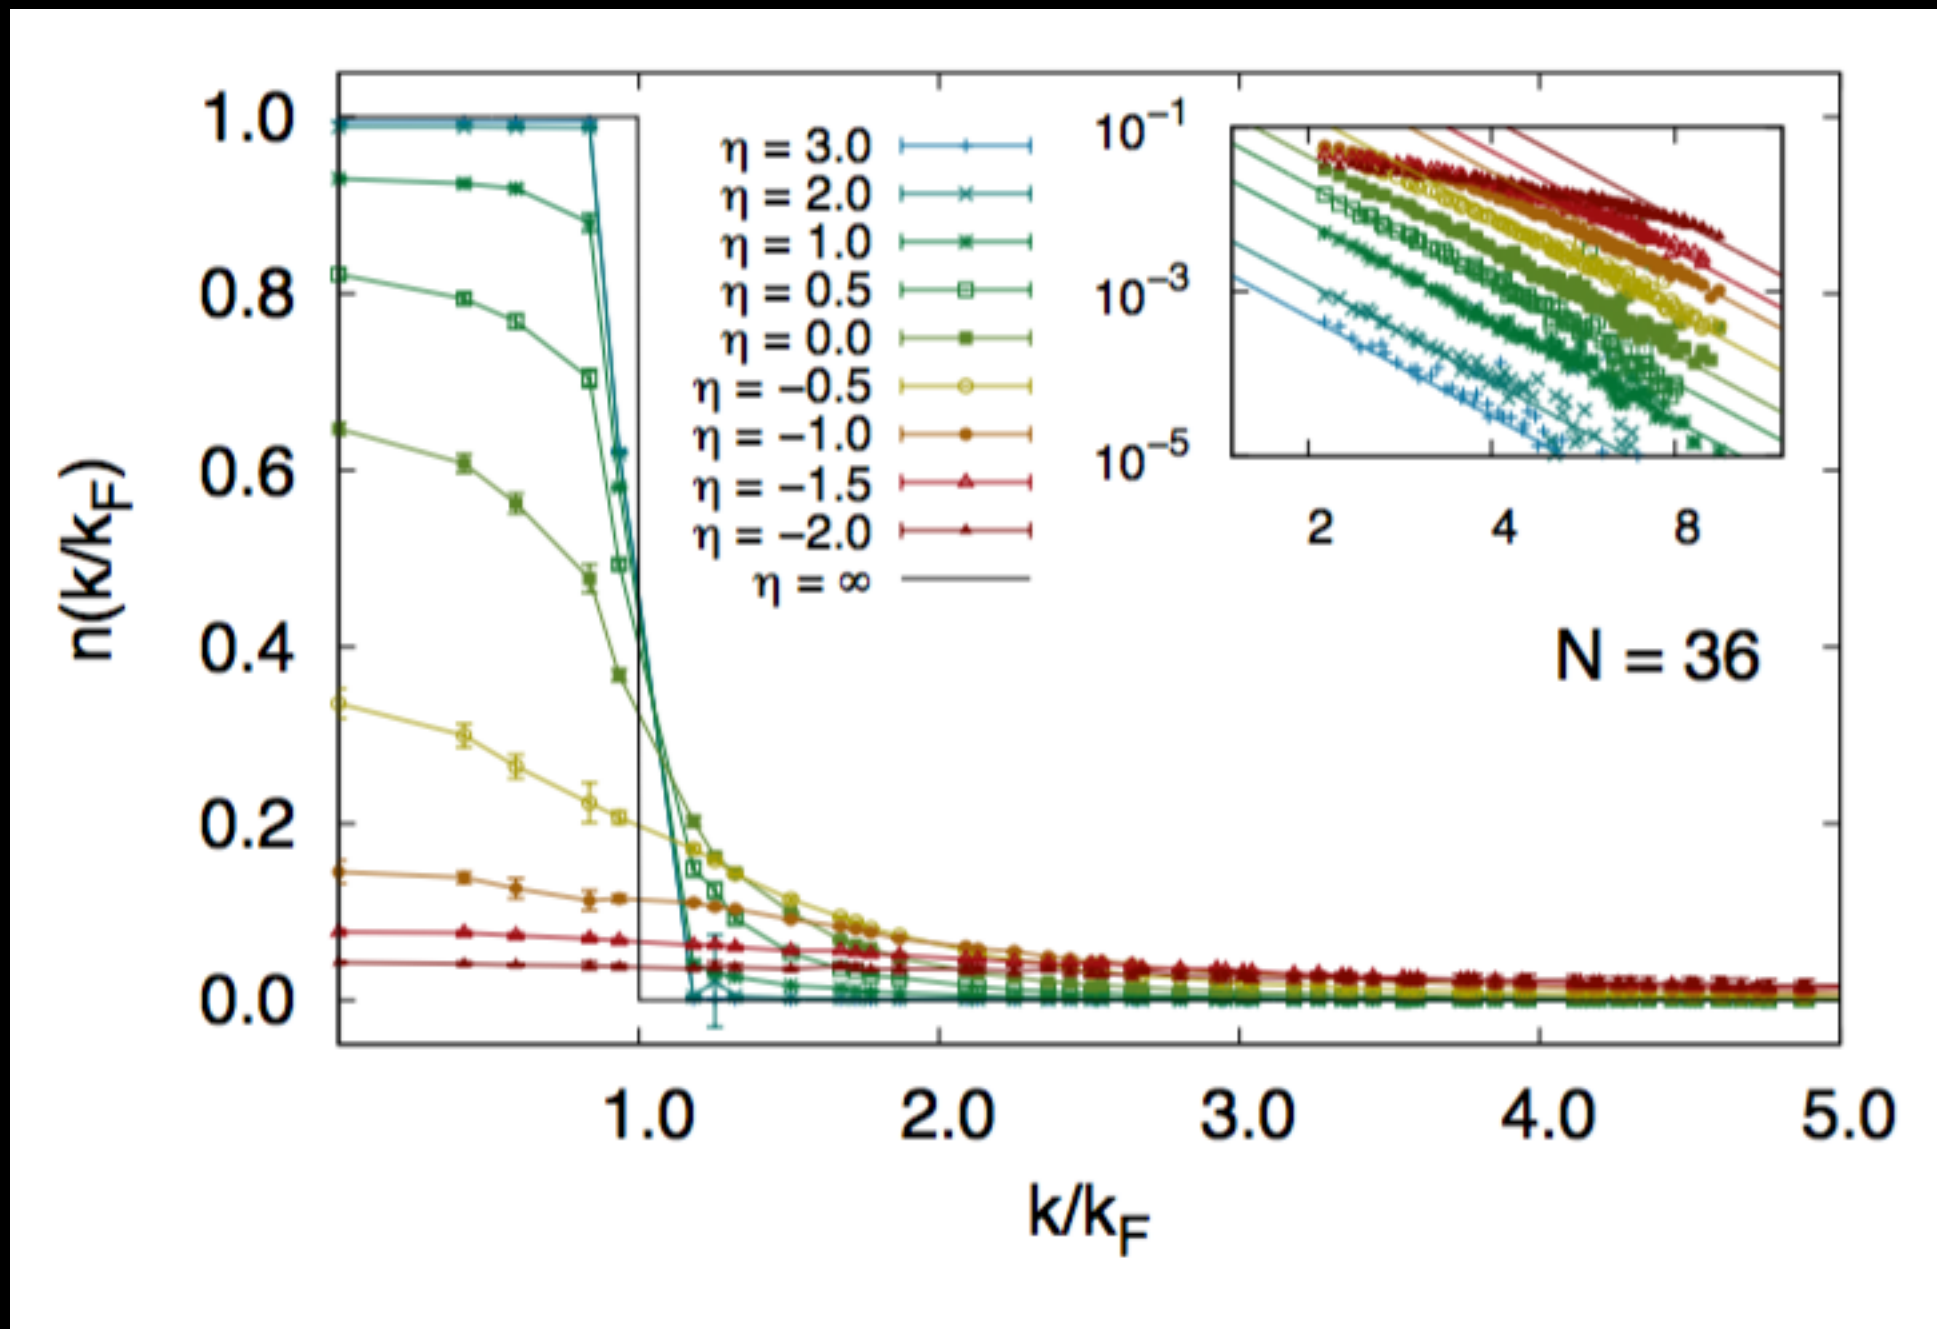 n(k/k_F)
1.0
0.8
0.6
0.4
0.2
0.0
η = 3.0
η = 2.0
η = 1.0
η = 0.5
η = 0.0
η = −0.5
η = −1.0
η = −1.5
η = −2.0
η = ∞
10^−1
10^−3
10^−5
2 4 8
N = 36
1.0 2.0 3.0 4.0 5.0
k/k_F